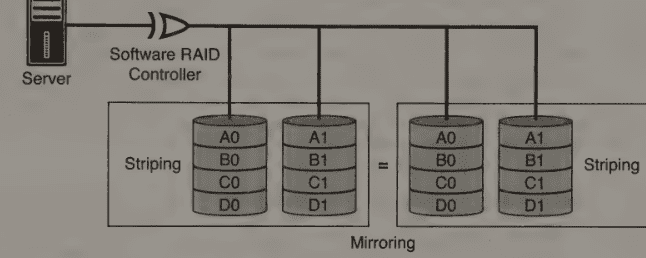 Server
Software RAID
Controller
Striping
A0
B0
C0
D0
A1
B1
C1
D1
=
A0
B0
C0
D0
A1
B1
C1
D1
Striping
Mirroring